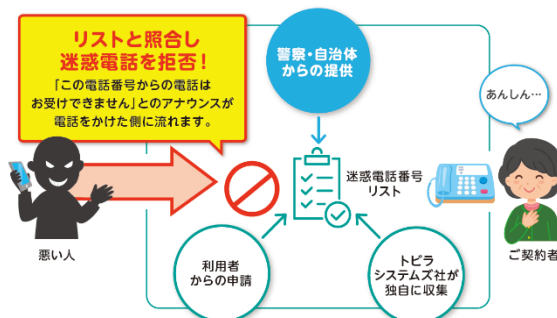 リストと照合し
迷惑電話を拒否!
「この電話番号からの電話は
お受けできません」とのアナウンスが
電話をかけた側に流れます。
警察・自治体
からの提供
あんしん…
迷惑電話番号
リスト
悪い人
ご契約者
利用者
からの申請
トビラ
システムズ社が
独自に収集